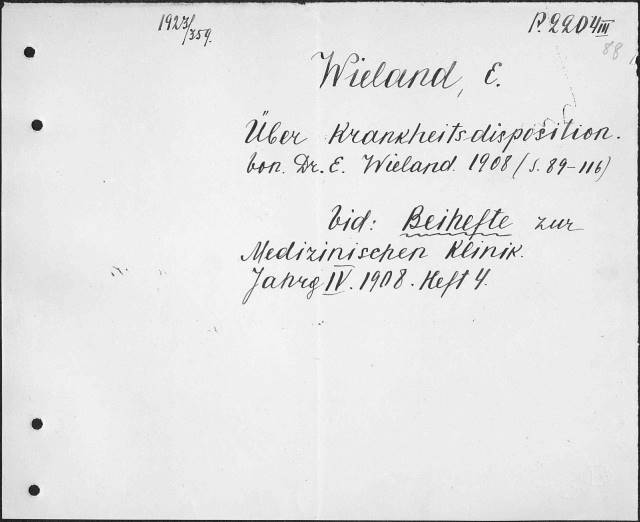 1923/359.
P. 2204 III
88
Wieland, E.
Über Krankheitsdisposition.
von. Dr. E. Wieland. 1908 (S. 89-116)
vid: Beihefte zur
Medizinischen Klinik.
Jahrg IV. 1908. Heft 4.